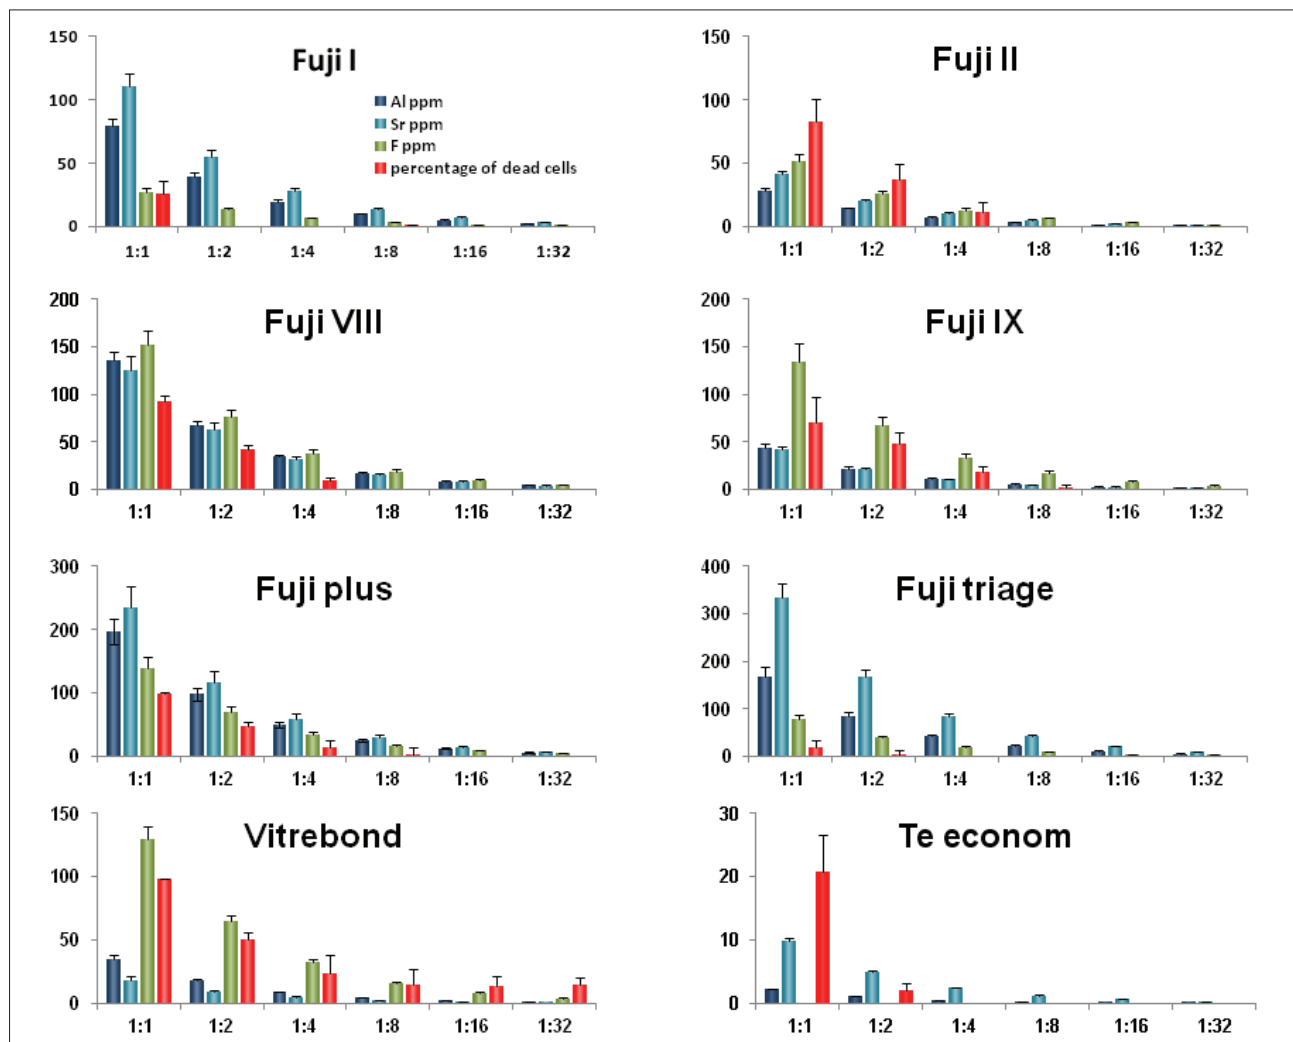 Fuji I
150
100
50
0
Al ppm
Sr ppm
F ppm
percentage of dead cells
1:1 1:2 1:4 1:8 1:16 1:32
Fuji II
150
100
50
0
1:1 1:2 1:4 1:8 1:16 1:32
Fuji VIII
200
150
100
50
0
1:1 1:2 1:4 1:8 1:16 1:32
Fuji IX
200
150
100
50
0
1:1 1:2 1:4 1:8 1:16 1:32
Fuji plus
300
200
100
0
1:1 1:2 1:4 1:8 1:16 1:32
Fuji triage
400
300
200
100
0
1:1 1:2 1:4 1:8 1:16 1:32
Vitrebond
150
100
50
0
1:1 1:2 1:4 1:8 1:16 1:32
Te econom
30
20
10
0
1:1 1:2 1:4 1:8 1:16 1:32